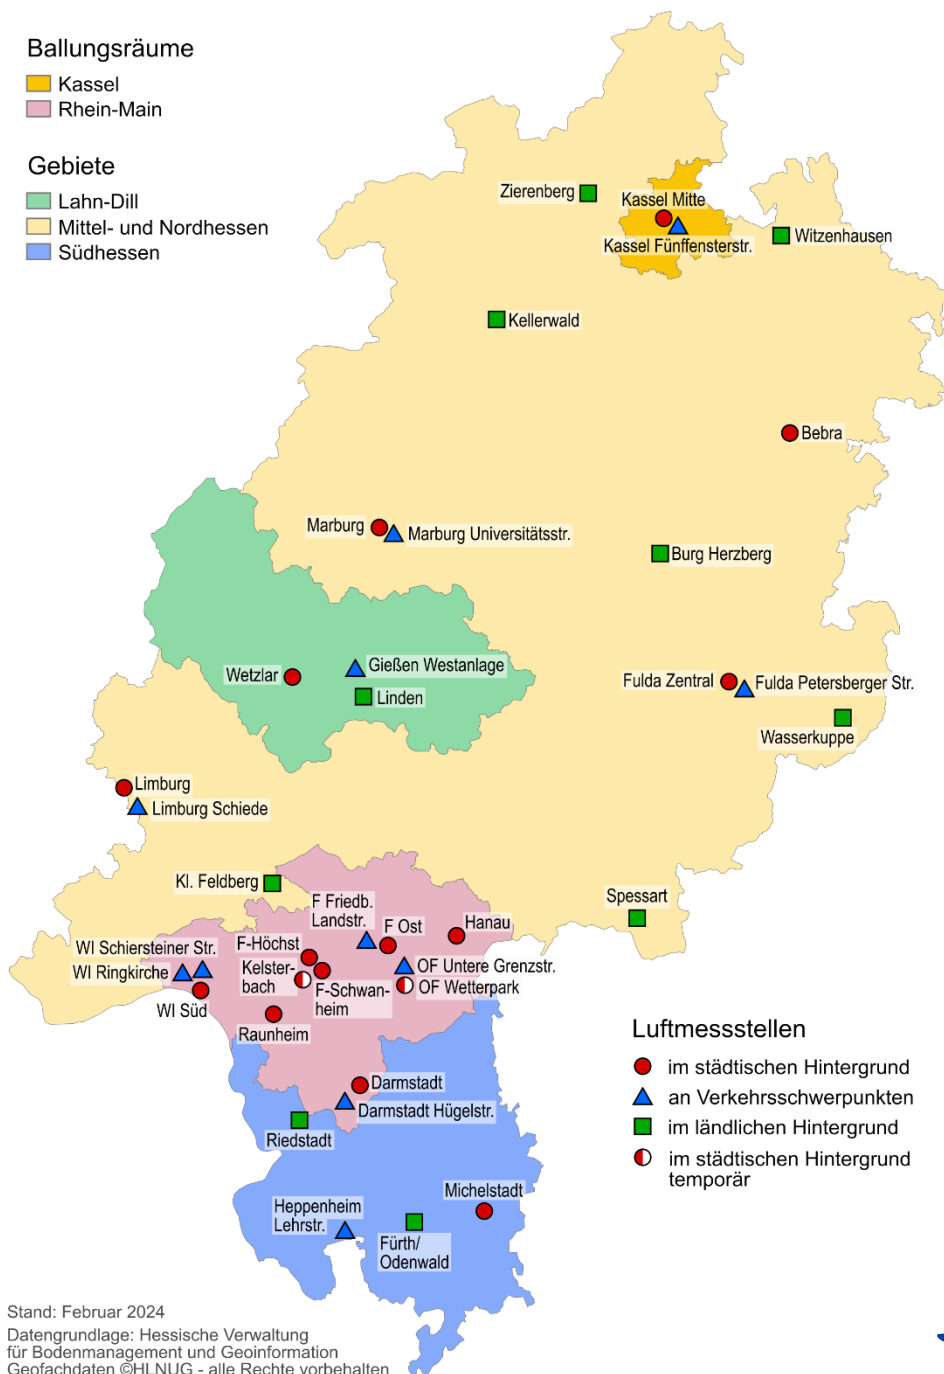 Ballungsräume
Kassel
Rhein-Main
Gebiete
Lahn-Dill
Mittel- und Nordhessen
Südhessen
Zierenberg
Kassel Mitte
Kassel Fünffensterstr.
Witzenhausen
Kellerwald
Bebra
Marburg
Marburg Universitätsstr.
Burg Herzberg
Wetzlar
Gießen Westanlage
Linden
Fulda Zentral
Fulda Petersberger Str.
Wasserkuppe
Limburg
Limburg Schiede
Kl. Feldberg
Spessart
F Friedb.
Landstr.
F Ost
Hanau
WI Schiersteiner Str.
F-Höchst
WI Ringkirche
Kelster-
bach
OF Untere Grenzstr.
F-Schwan-
heim
OF Wetterpark
WI Süd
Raunheim
Darmstadt
Darmstadt Hügelstr.
Riedstadt
Michelstadt
Heppenheim
Lehrstr.
Fürth/
Odenwald
Luftmessstellen
im städtischen Hintergrund
an Verkehrsschwerpunkten
im ländlichen Hintergrund
im städtischen Hintergrund
temporär
Stand: Februar 2024
Datengrundlage: Hessische Verwaltung
für Bodenmanagement und Geoinformation
Geofachdaten ©HLNUG - alle Rechte vorbehalten